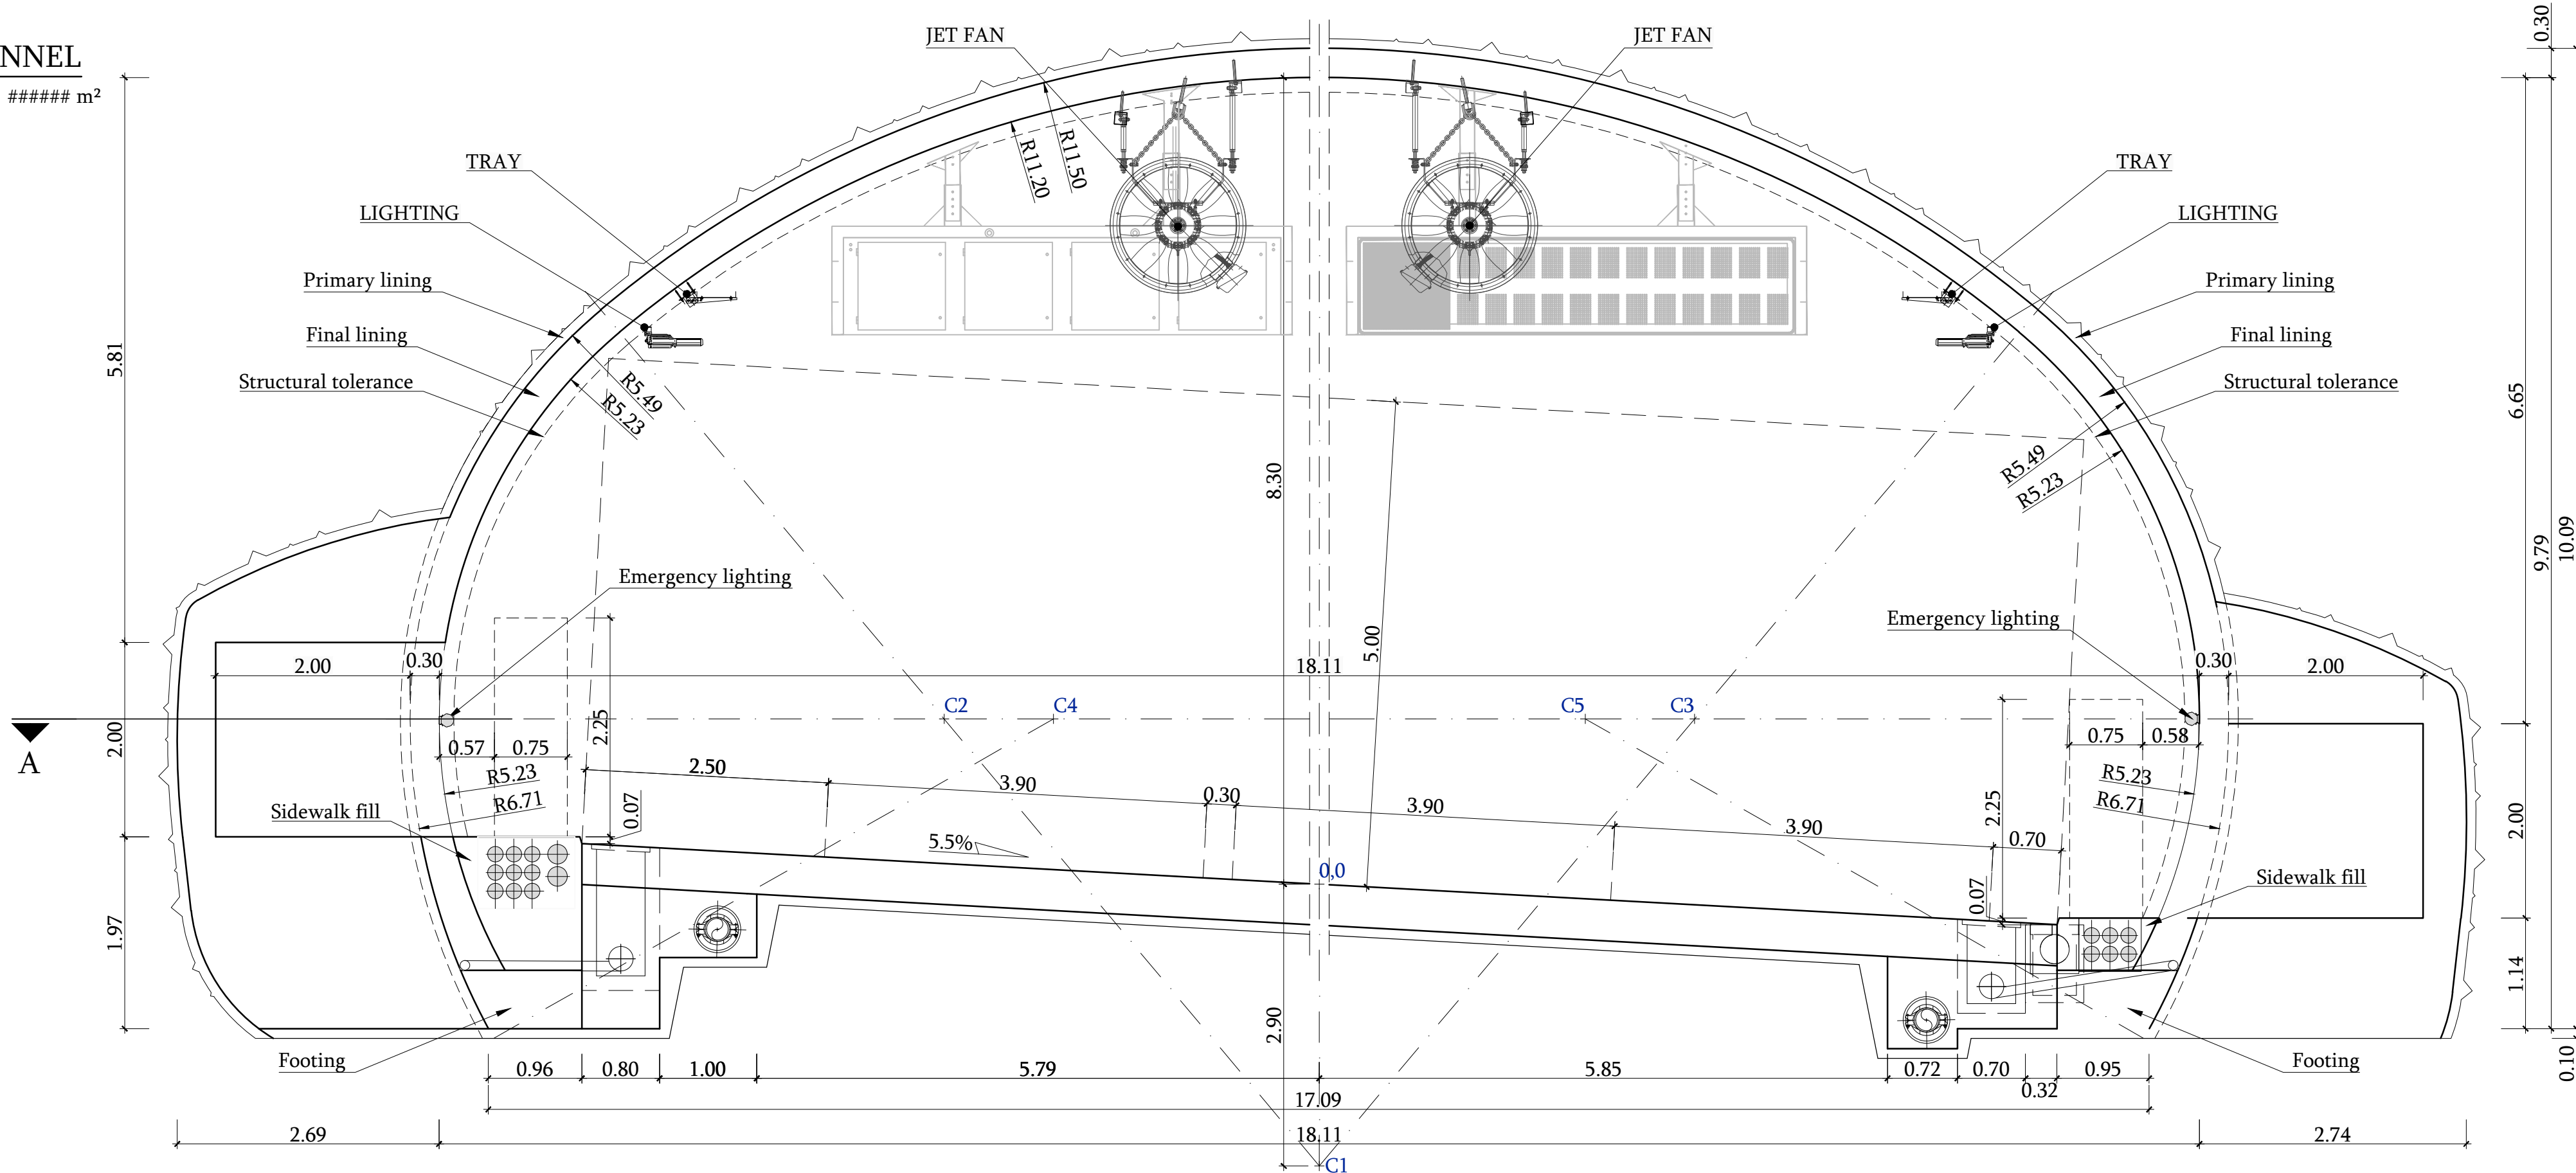 NNEL
###### m²
JET FAN
JET FAN
0.30
TRAY
TRAY
R11.50
R11.20
LIGHTING
LIGHTING
Primary lining
Primary lining
Final lining
Final lining
Structural tolerance
Structural tolerance
5.81
R5.49
R5.23
8.30
R5.49
R5.23
6.65
9.79
10.09
Emergency lighting
Emergency lighting
5.00
2.00
0.30
18.11
0.30
2.00
C2
C4
C5
C3
A
2.00
0.57
0.75
2.25
0.75
0.58
R5.23
R6.71
2.50
3.90
0.30
3.90
3.90
0.70
R5.23
R6.71
Sidewalk fill
0.07
2.25
2.00
5.5%
0,0
0.07
Sidewalk fill
1.97
1.14
2.90
Footing
Footing
0.96
0.80
1.00
5.79
5.85
0.72
0.70
0.32
0.95
0.10
17.09
2.69
18.11
2.74
C1